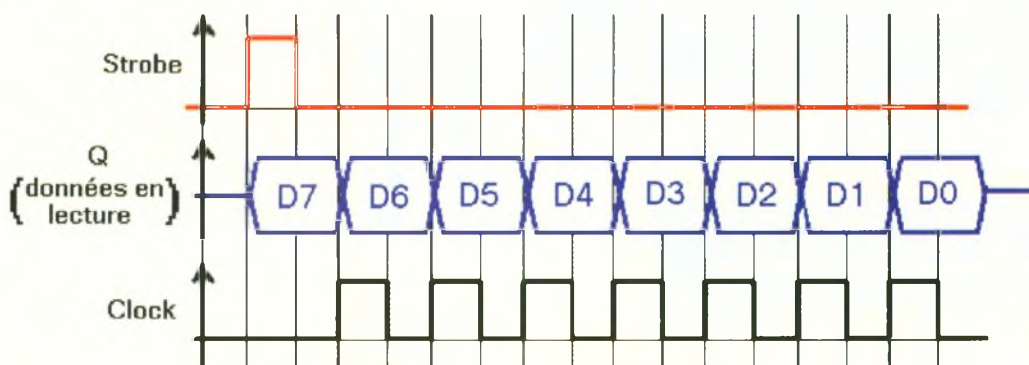 Strobe
Q
(données en
lecture)
D7 D6 D5 D4 D3 D2 D1 D0
Clock